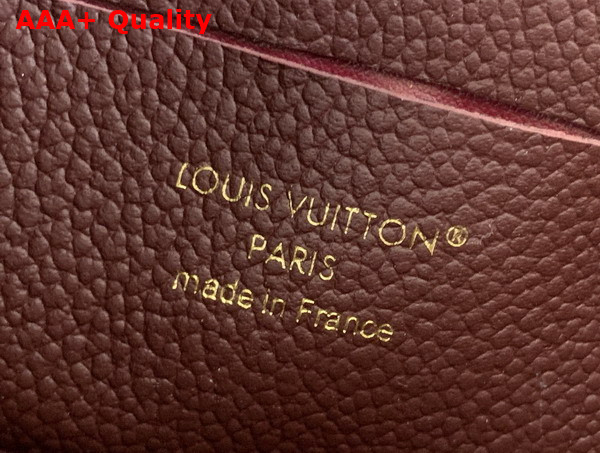 AAA+ Quality
LOUIS VUITTON®
PARIS
made in France